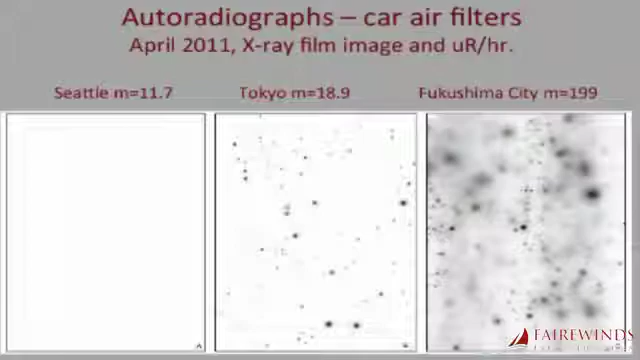 Autoradiographs – car air filters
April 2011, X-ray film image and uR/hr.
Seattle m=11.7
Tokyo m=18.9
Fukushima City m=199
A
FAIREWINDS